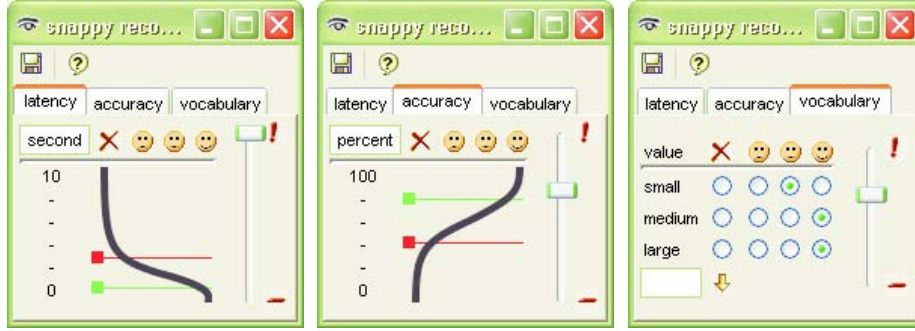 snappy reco...
latency accuracy vocabulary
second
10
-
-
-
-
0
snappy reco...
latency accuracy vocabulary
percent
100
-
-
-
-
0
snappy reco...
latency accuracy vocabulary
value
small
medium
large